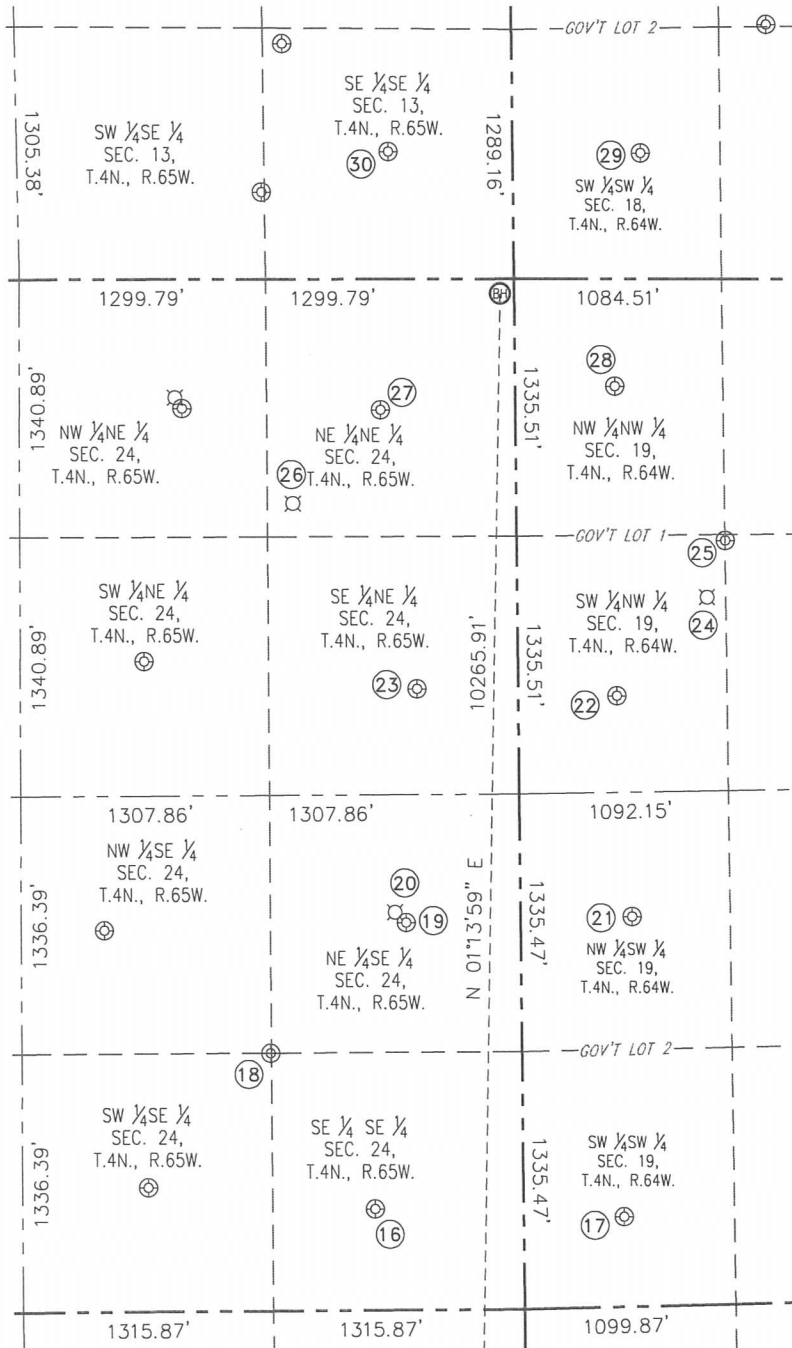 GOV'T LOT 2
SE 1/4SE 1/4
SEC. 13,
T.4N., R.65W.
SW 1/4SE 1/4
SEC. 13,
T.4N., R.65W.
1305.38'
1289.16'
30
29
SW 1/4SW 1/4
SEC. 18,
T.4N., R.64W.
1299.79'
1299.79'
BH
1084.51'
1340.89'
NW 1/4NE 1/4
SEC. 24,
T.4N., R.65W.
27
26
NE 1/4NE 1/4
SEC. 24,
T.4N., R.65W.
1335.51'
28
NW 1/4NW 1/4
SEC. 19,
T.4N., R.64W.
GOV'T LOT 1
25
1340.89'
SW 1/4NE 1/4
SEC. 24,
T.4N., R.65W.
SE 1/4NE 1/4
SEC. 24,
T.4N., R.65W.
23
10265.91'
1335.51'
SW 1/4NW 1/4
SEC. 19,
T.4N., R.64W.
24
22
1307.86'
1307.86'
1092.15'
NW 1/4SE 1/4
SEC. 24,
T.4N., R.65W.
1336.39'
20
19
NE 1/4SE 1/4
SEC. 24,
T.4N., R.65W.
N 01°13'59" E
1335.47'
21
NW 1/4SW 1/4
SEC. 19,
T.4N., R.64W.
GOV'T LOT 2
18
1336.39'
SW 1/4SE 1/4
SEC. 24,
T.4N., R.65W.
SE 1/4 SE 1/4
SEC. 24,
T.4N., R.65W.
16
1335.47'
SW 1/4SW 1/4
SEC. 19,
T.4N., R.64W.
17
1315.87'
1315.87'
1099.87'